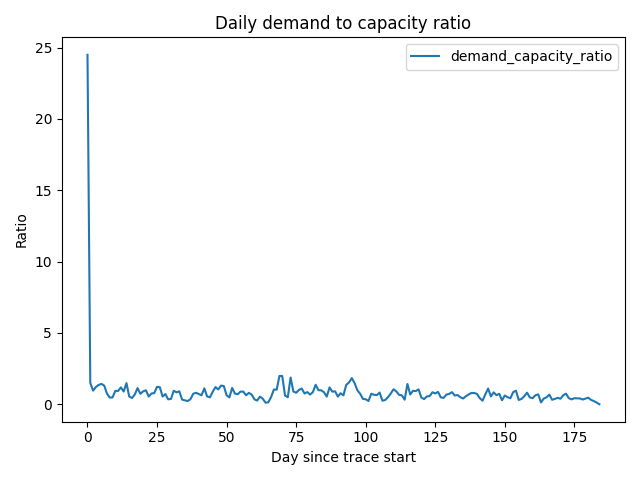 Daily demand to capacity ratio
demand_capacity_ratio
25
20
15
10
5
0
Ratio
0 25 50 75 100 125 150 175
Day since trace start